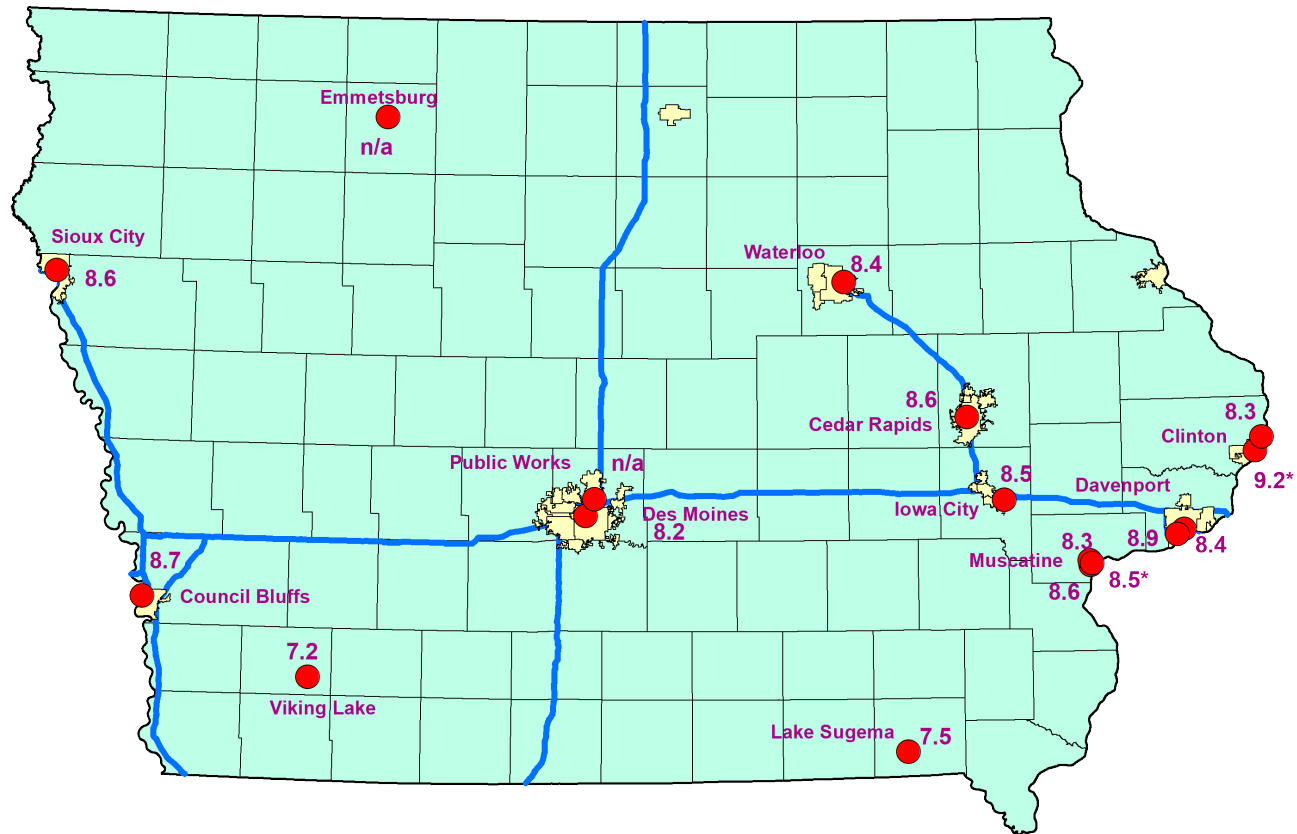 Emmetsburg
n/a
Sioux City
8.6
Waterloo
8.4
8.6
Cedar Rapids
8.3
Clinton
9.2*
Public Works
n/a
Des Moines
8.2
8.5
Iowa City
Davenport
8.9
8.4
8.3
Muscatine
8.5*
8.6
8.7
Council Bluffs
7.2
Viking Lake
Lake Sugema
7.5